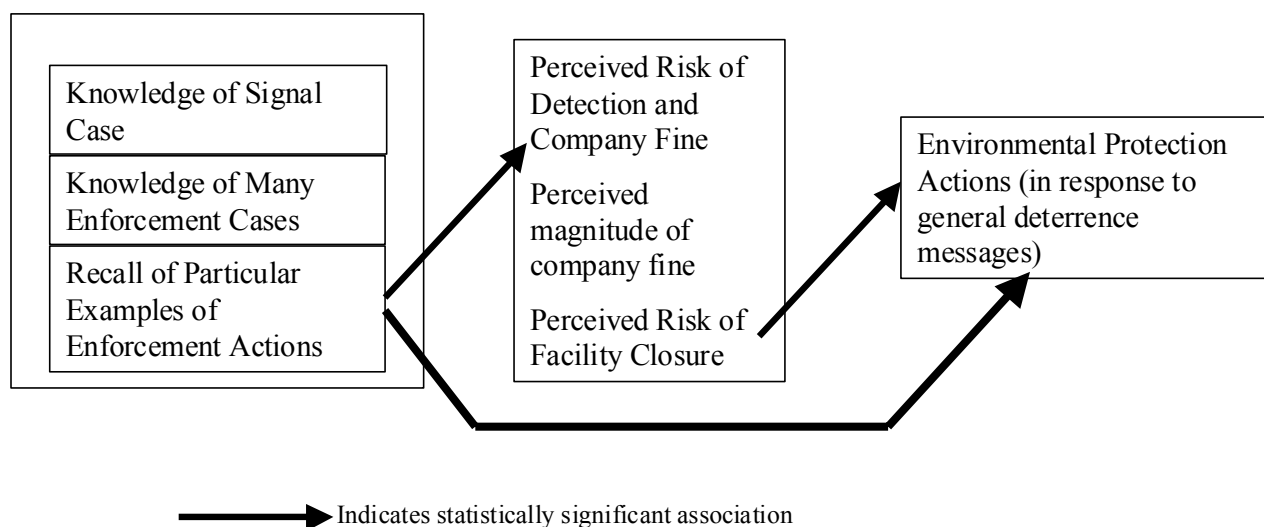 Knowledge of Signal
Case
Knowledge of Many
Enforcement Cases
Recall of Particular
Examples of
Enforcement Actions
Perceived Risk of
Detection and
Company Fine
Perceived
magnitude of
company fine
Perceived Risk of
Facility Closure
Environmental Protection
Actions (in response to
general deterrence
messages)
Indicates statistically significant association